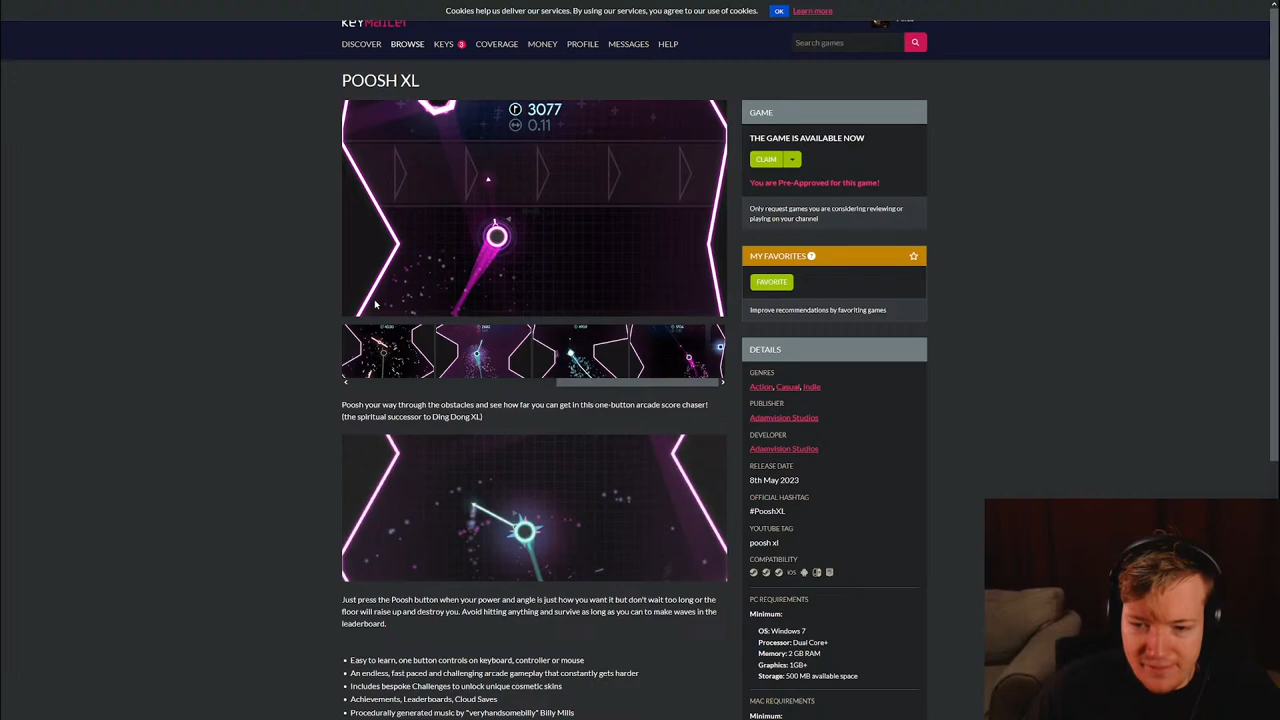 Cookies help us deliver our services. By using our services, you agree to our use of cookies. OK Learn more
keymailer
DISCOVER BROWSE KEYS 3 COVERAGE MONEY PROFILE MESSAGES HELP Search games
POOSH XL
3077
0.11
Poosh your way through the obstacles and see how far you can get in this one-button arcade score chaser!
(the spiritual successor to Ding Dong XL)
Just press the Poosh button when your power and angle is just how you want it but don't wait too long or the
floor will raise up and destroy you. Avoid hitting anything and survive as long as you can to make waves in the
leaderboard.
• Easy to learn, one button controls on keyboard, controller or mouse
• An endless, fast paced and challenging arcade gameplay that constantly gets harder
• Includes bespoke Challenges to unlock unique cosmetic skins
• Achievements, Leaderboards, Cloud Saves
• Procedurally generated music by "veryhandsomebilly" Billy Mills
GAME
THE GAME IS AVAILABLE NOW
CLAIM
You are Pre-Approved for this game!
Only request games you are considering reviewing or
playing on your channel
MY FAVORITES ?
FAVORITE
Improve recommendations by favoriting games
DETAILS
GENRES
Action, Casual, Indie
PUBLISHER
Adamvision Studios
DEVELOPER
Adamvision Studios
RELEASE DATE
8th May 2023
OFFICIAL HASHTAG
#PooshXL
YOUTUBE TAG
poosh xl
COMPATIBILITY
iOS
PC REQUIREMENTS
Minimum:
OS: Windows 7
Processor: Dual Core+
Memory: 2 GB RAM
Graphics: 1GB+
Storage: 500 MB available space
MAC REQUIREMENTS
Minimum: